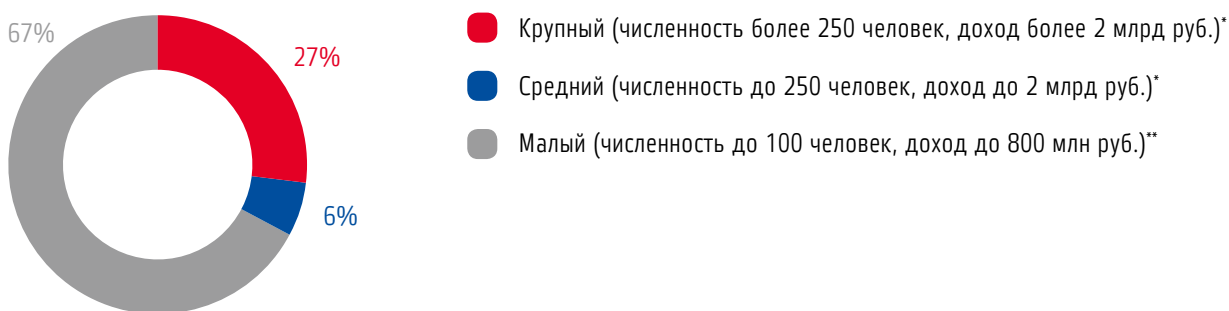 67%
27%
6%
Крупный (численность более 250 человек, доход более 2 млрд руб.)*
Средний (численность до 250 человек, доход до 2 млрд руб.)*
Малый (численность до 100 человек, доход до 800 млн руб.)**